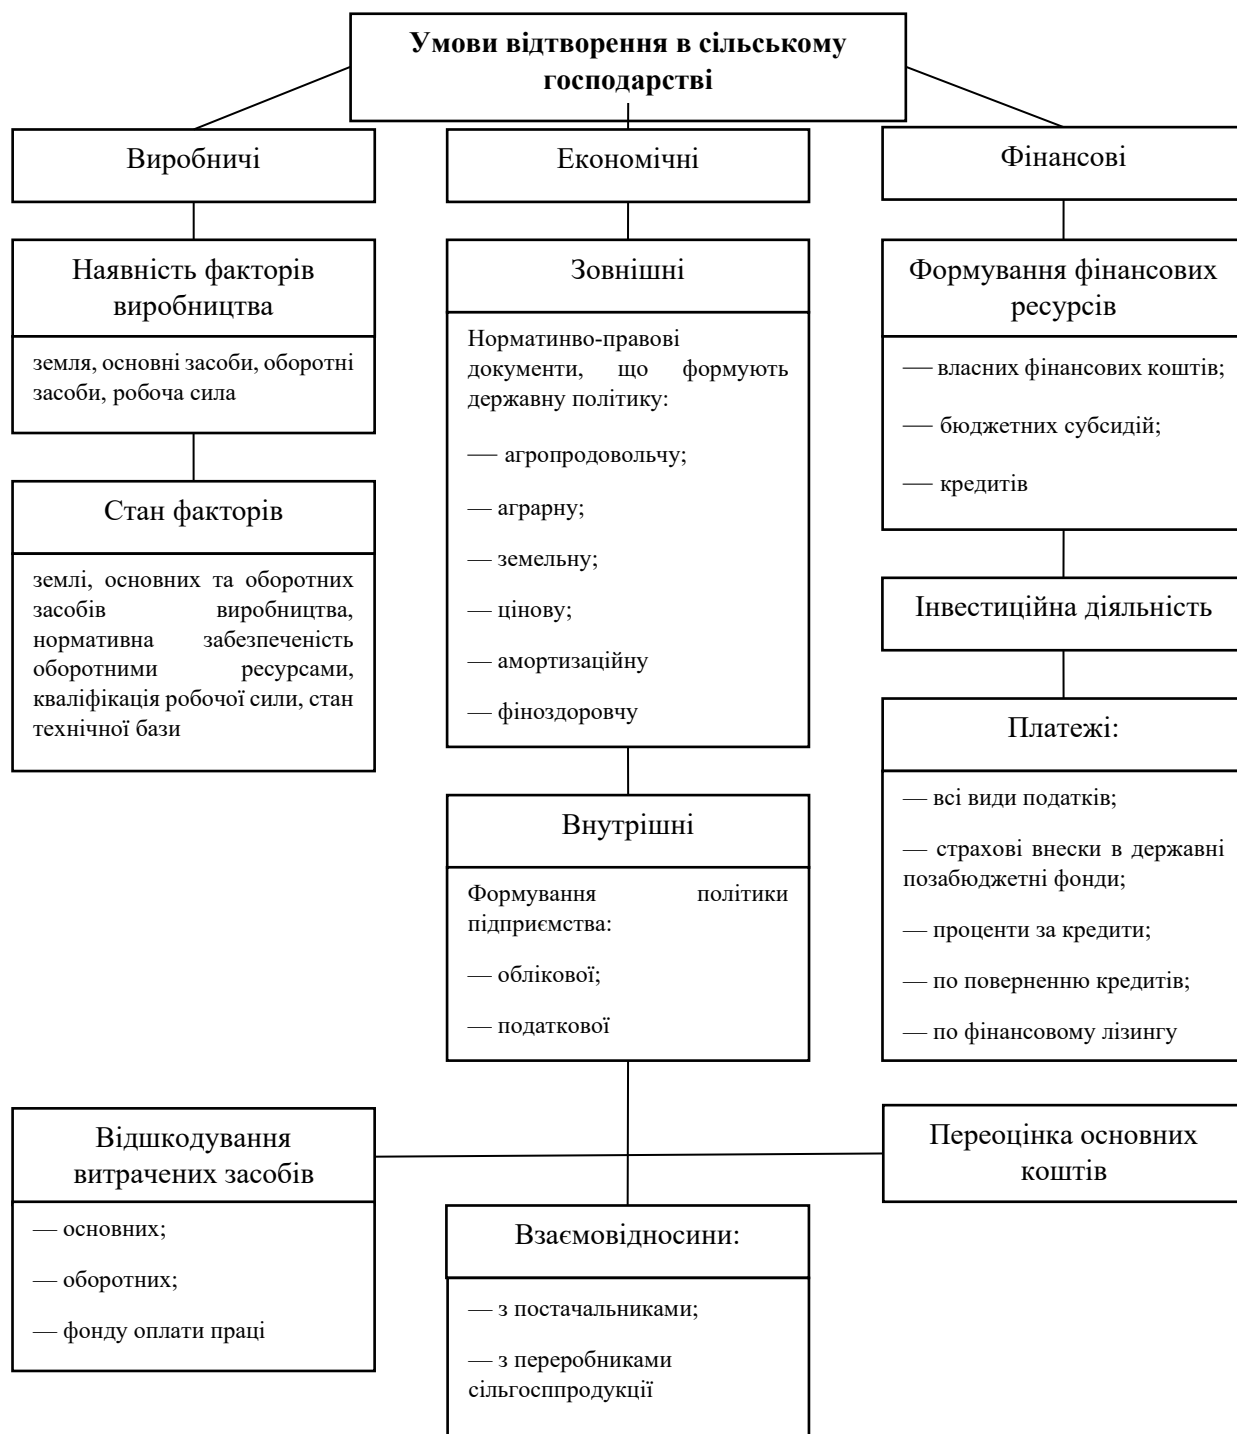 Умови відтворення в сільському
господарстві
Виробничі
Економічні
Фінансові
Наявність факторів
виробництва
земля, основні засоби, оборотні
засоби, робоча сила
Стан факторів
землі, основних та оборотних
засобів виробництва,
нормативна забезпеченість
оборотними ресурсами,
кваліфікація робочої сили, стан
технічної бази
Зовнішні
Норматинво-правові
документи, що формують
державну політику:
— агропродовольчу;
— аграрну;
— земельну;
— цінову;
— амортизаційну
— фіноздоровчу
Внутрішні
Формування політики
підприємства:
— облікової;
— податкової
Формування фінансових
ресурсів
— власних фінансових коштів;
— бюджетних субсидій;
— кредитів
Інвестиційна діяльність
Платежі:
— всі види податків;
— страхові внески в державні
позабюджетні фонди;
— проценти за кредити;
— по поверненню кредитів;
— по фінансовому лізингу
Відшкодування
витрачених засобів
— основних;
— оборотних;
— фонду оплати праці
Взаємовідносини:
— з постачальниками;
— з переробниками
сільгосппродукції
Переоцінка основних
коштів